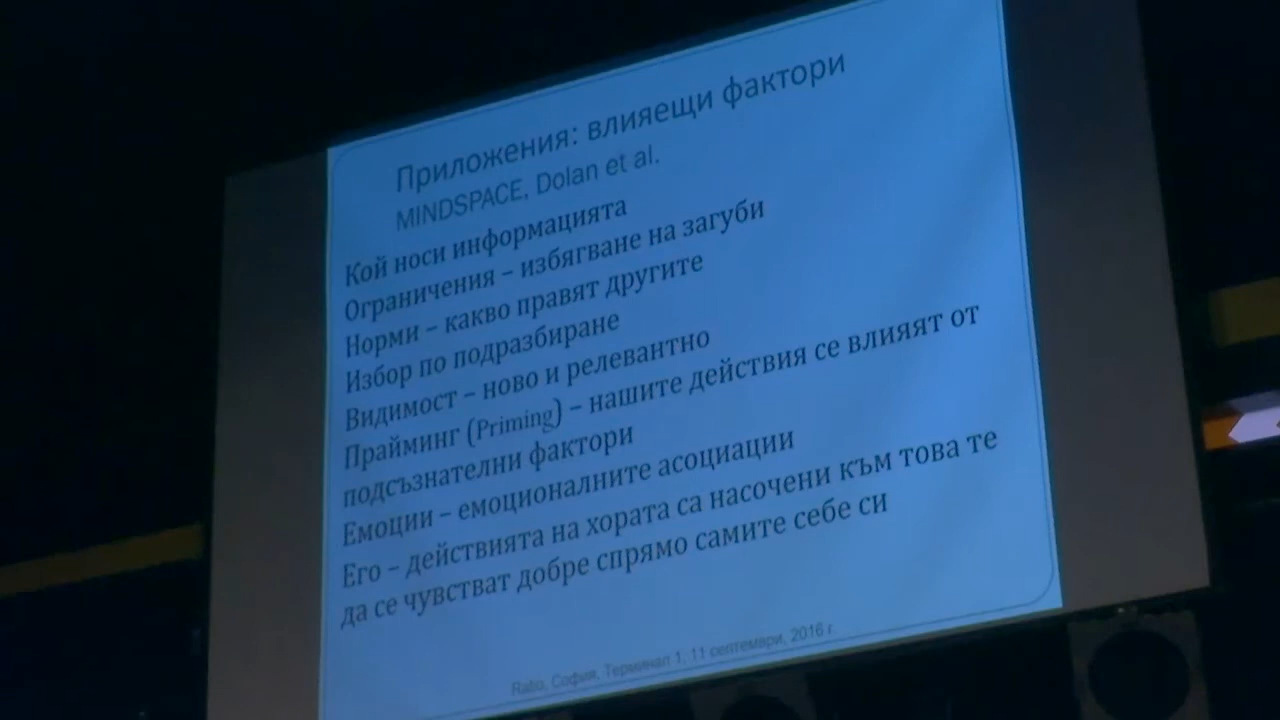 Приложения: влияещи фактори
MINDSPACE, Dolan et al.
Кой носи информацията
Ограничения – избягване на загуби
Норми – какво правят другите
Избор по подразбиране
Видимост – ново и релевантно
Прайминг (Priming) – нашите действия се влияят от
подсъзнателни фактори
Емоции – емоционалните асоциации
Его – действията на хората са насочени към това те
да се чувстват добре спрямо самите себе си
Ratio, София, Терминал 1, 11 септември, 2016 г.